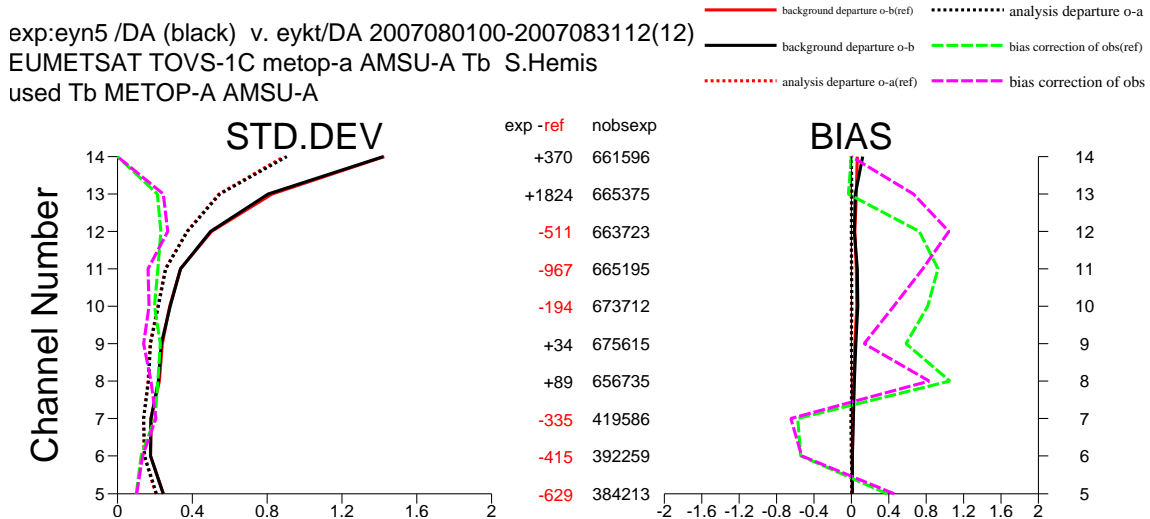 exp:eyn5 /DA (black) v. eykt/DA 2007080100-2007083112(12)
EUMETSAT TOVS-1C metop-a AMSU-A Tb S.Hemis
used Tb METOP-A AMSU-A
background departure o-b(ref)
analysis departure o-a
background departure o-b
bias correction of obs(ref)
analysis departure o-a(ref)
bias correction of obs
STD.DEV
exp -ref nobsexp
BIAS
Channel Number
14 +370 661596 14
13 +1824 665375 13
12 -511 663723 12
11 -967 665195 11
10 -194 673712 10
9 +34 675615 9
8 +89 656735 8
7 -335 419586 7
6 -415 392259 6
5 -629 384213 5
0 0.4 0.8 1.2 1.6 2
-2 -1.6 -1.2 -0.8 -0.4 0 0.4 0.8 1.2 1.6 2